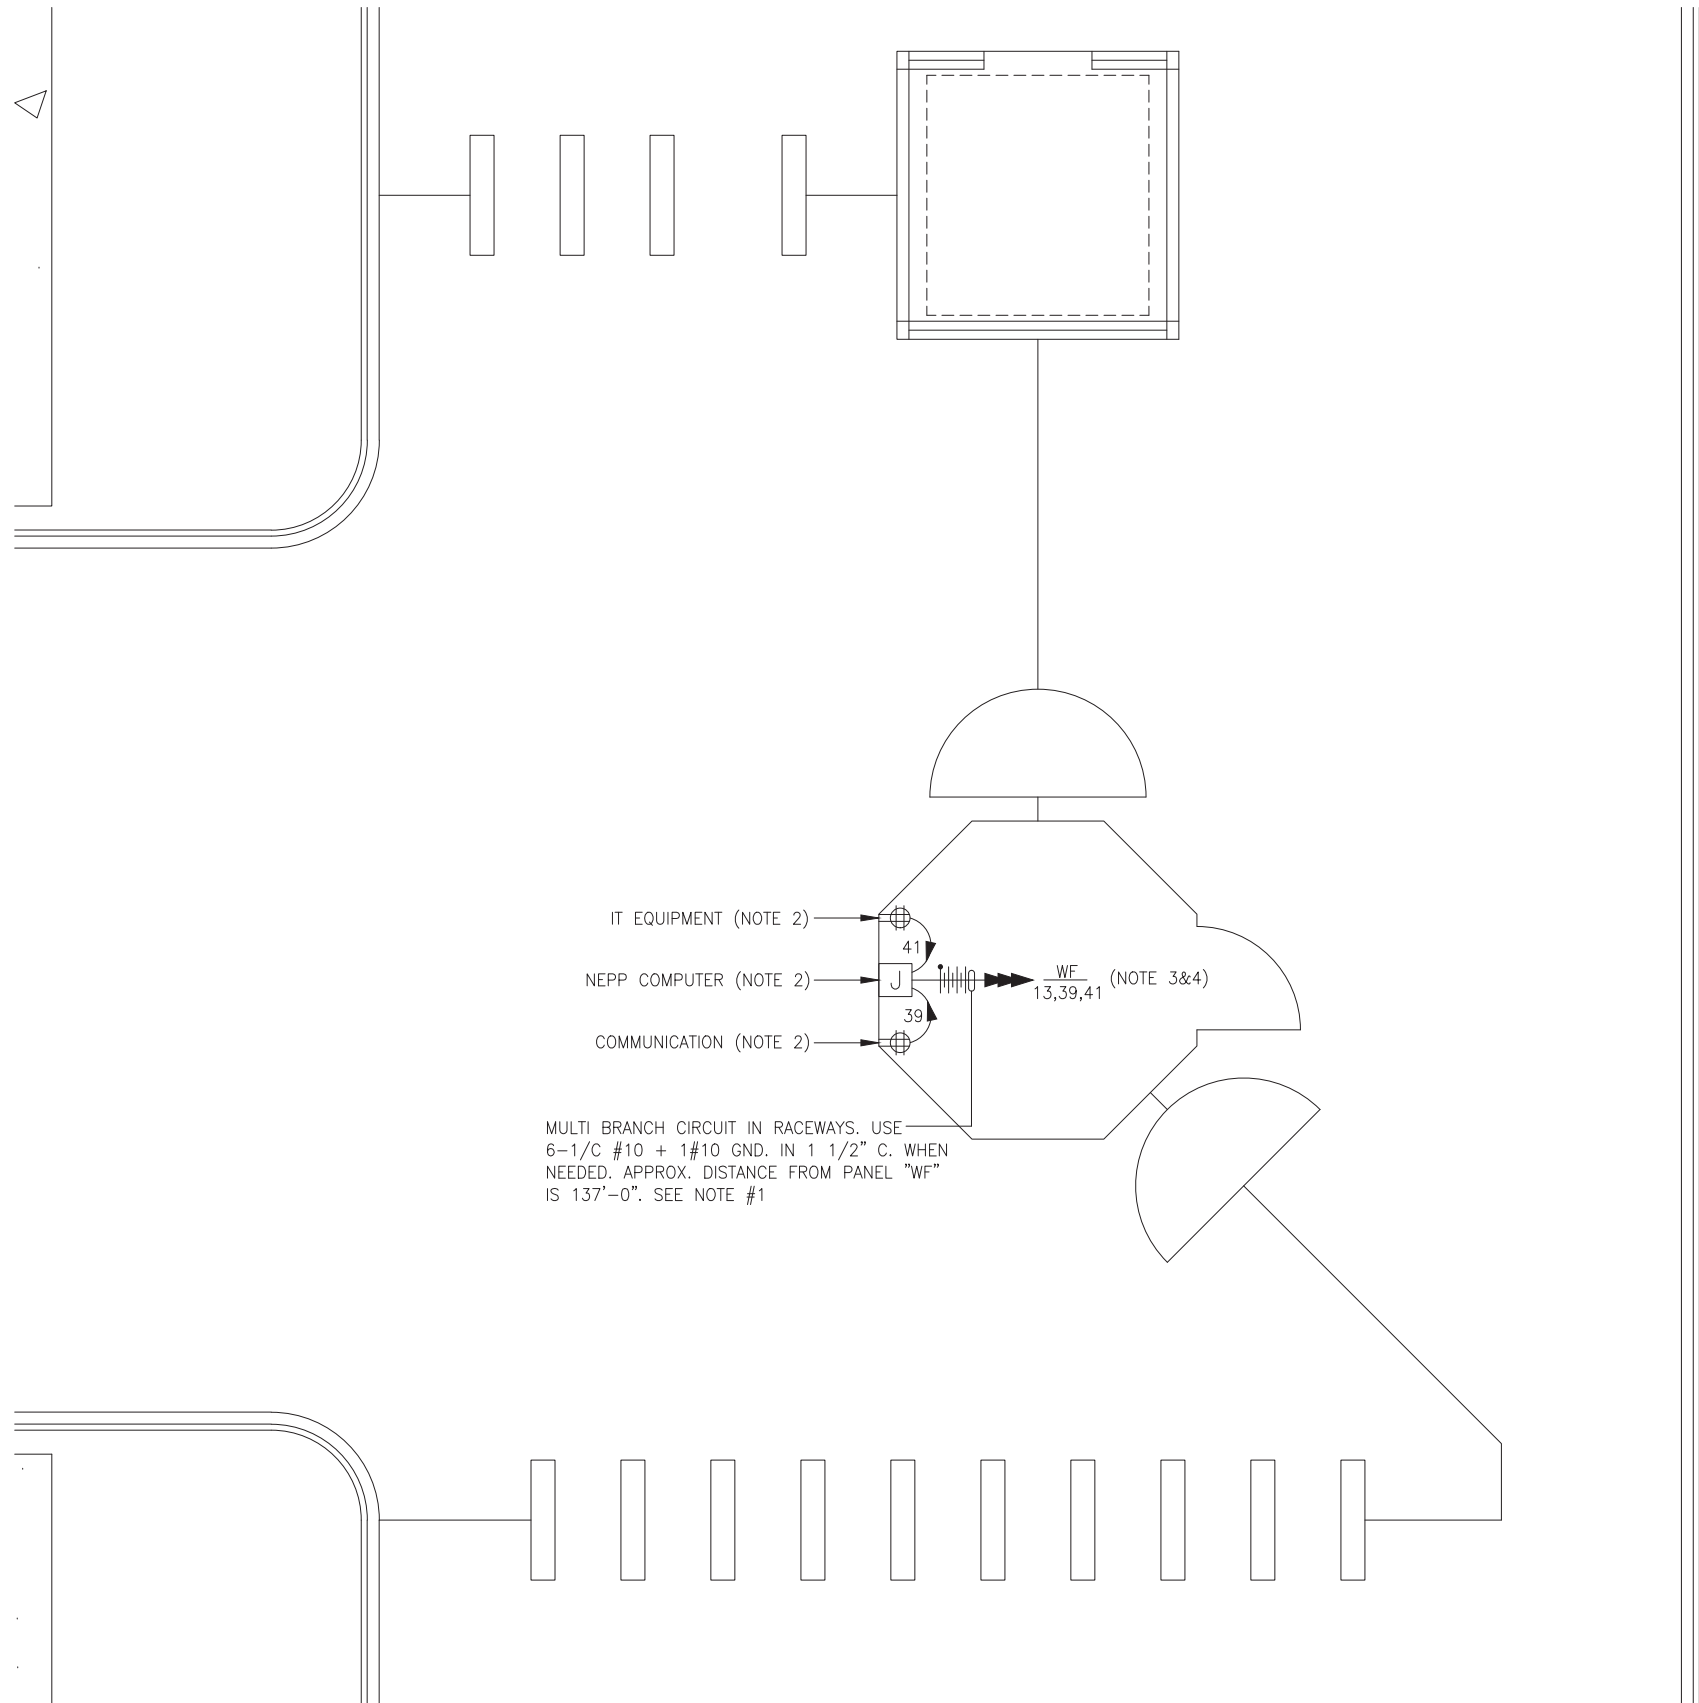 IT EQUIPMENT (NOTE 2)
41
NEPP COMPUTER (NOTE 2)
J
WF
13,39,41
(NOTE 3&4)
39
COMMUNICATION (NOTE 2)
MULTI BRANCH CIRCUIT IN RACEWAYS. USE
6-1/C #10 + 1#10 GND. IN 1 1/2" C. WHEN
NEEDED. APPROX. DISTANCE FROM PANEL "WF"
IS 137'-0". SEE NOTE #1